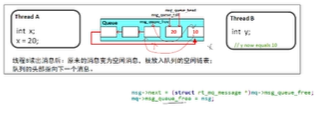 msg_queue_head
msg_queue_tail
msg_queue_free
Thread A
Queue
Thread B
int x;
x = 20;
20
10
int y;
// y now equals 10
线程B读出消息后：原来的消息变为空闲消息，被放入队列的空闲链表；
队列的头部指向下一个消息。
msg->next = (struct rt_mq_message *)mq->msg_queue_free;
mq->msg_queue_free = msg;